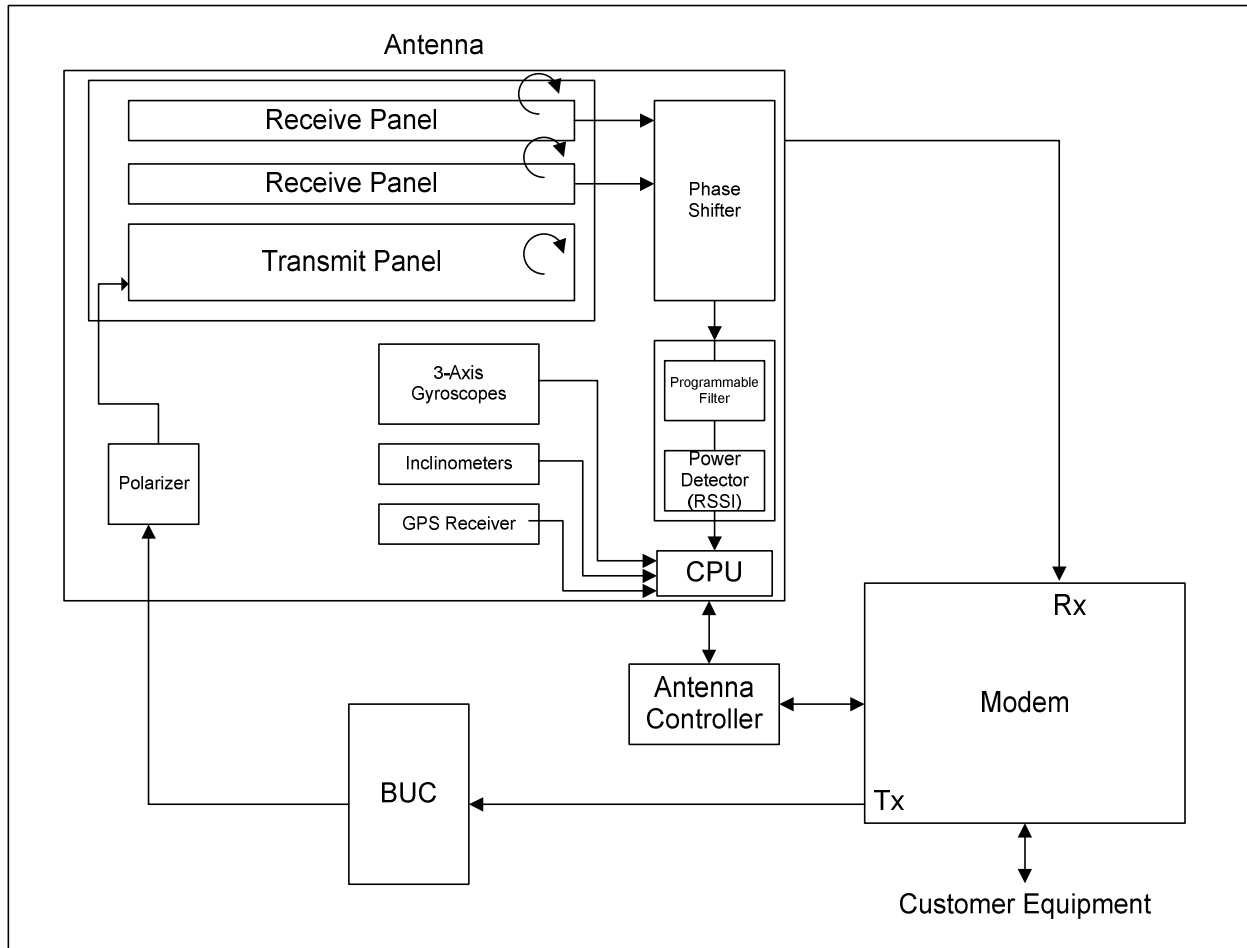 Antenna
Receive Panel
Receive Panel
Transmit Panel
Phase
Shifter
3-Axis
Gyroscopes
Programmable
Filter
Inclinometers
Power
Detector
(RSSI)
Polarizer
GPS Receiver
CPU
Rx
Antenna
Controller
Modem
BUC
Tx
Customer Equipment